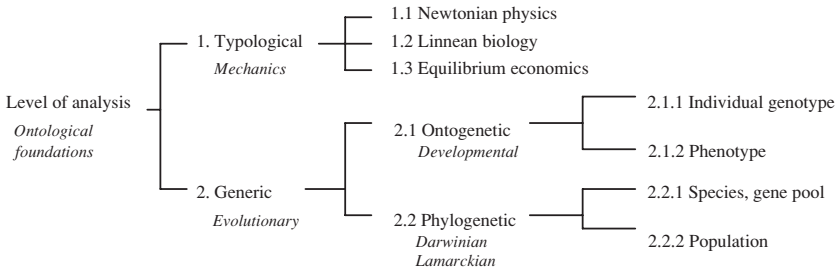 Level of analysis
Ontological
foundations
1. Typological
Mechanics
1.1 Newtonian physics
1.2 Linnean biology
1.3 Equilibrium economics
2. Generic
Evolutionary
2.1 Ontogenetic
Developmental
2.1.1 Individual genotype
2.1.2 Phenotype
2.2 Phylogenetic
Darwinian
Lamarckian
2.2.1 Species, gene pool
2.2.2 Population